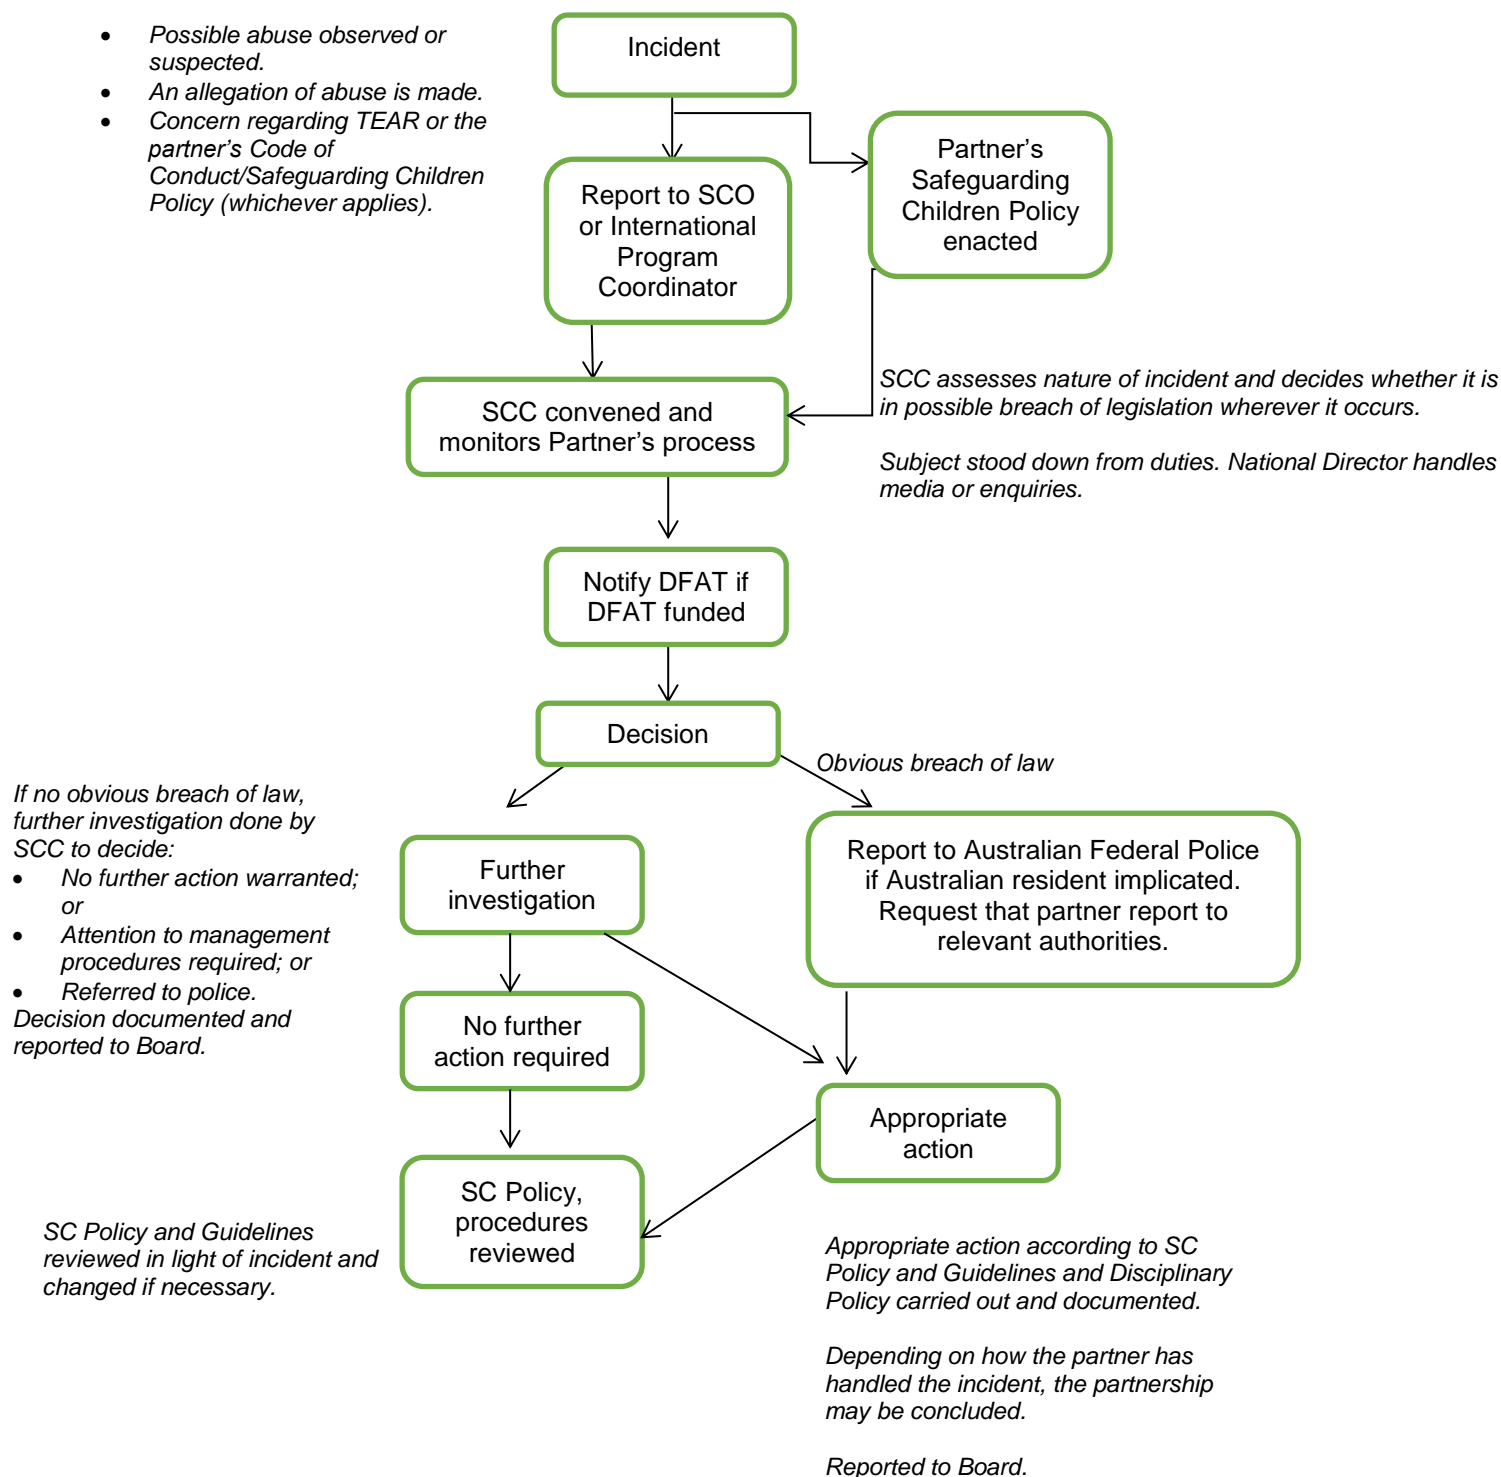 • Possible abuse observed or
suspected.
• An allegation of abuse is made.
• Concern regarding TEAR or the
partner's Code of
Conduct/Safeguarding Children
Policy (whichever applies).
Incident
Partner's
Safeguarding
Children Policy
enacted
Report to SCO
or International
Program
Coordinator
SCC convened and
monitors Partner's process
SCC assesses nature of incident and decides whether it is
in possible breach of legislation wherever it occurs.
Subject stood down from duties. National Director handles
media or enquiries.
Notify DFAT if
DFAT funded
Decision
Obvious breach of law
If no obvious breach of law,
further investigation done by
SCC to decide:
• No further action warranted;
or
• Attention to management
procedures required; or
• Referred to police.
Decision documented and
reported to Board.
Further
investigation
Report to Australian Federal Police
if Australian resident implicated.
Request that partner report to
relevant authorities.
No further
action required
Appropriate
action
SC Policy,
procedures
reviewed
SC Policy and Guidelines
reviewed in light of incident and
changed if necessary.
Appropriate action according to SC
Policy and Guidelines and Disciplinary
Policy carried out and documented.
Depending on how the partner has
handled the incident, the partnership
may be concluded.
Reported to Board.